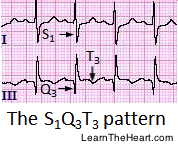 S₁
I
T₃
Q₃
III
The S₁Q₃T₃ pattern
LearnTheHeart.com